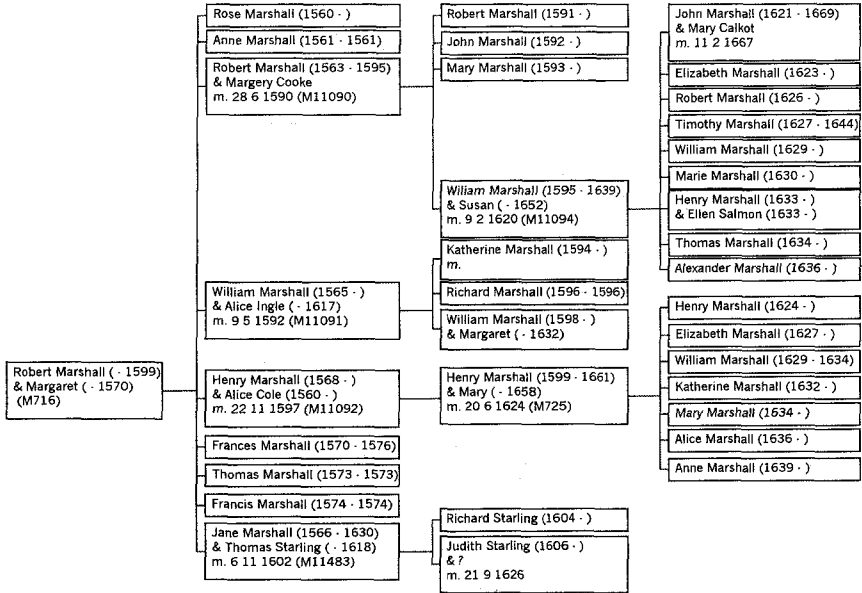 Robert Marshall ( - 1599)
& Margaret ( - 1570)
(M716)
Rose Marshall (1560 - )
Anne Marshall (1561 - 1561)
Robert Marshall (1563 - 1595)
& Margery Cooke
m. 28 6 1590 (M11090)
William Marshall (1565 - )
& Alice Ingle ( - 1617)
m. 9 5 1592 (M11091)
Henry Marshall (1568 - )
& Alice Cole (1560 - )
m. 22 11 1597 (M11092)
Frances Marshall (1570 - 1576)
Thomas Marshall (1573 - 1573)
Francis Marshall (1574 - 1574)
Jane Marshall (1566 - 1630)
& Thomas Starling ( - 1618)
m. 6 11 1602 (M11483)
Robert Marshall (1591 - )
John Marshall (1592 - )
Mary Marshall (1593 - )
Wiliam Marshall (1595 - 1639)
& Susan ( - 1652)
m. 9 2 1620 (M11094)
Katherine Marshall (1594 - )
m.
Richard Marshall (1596 - 1596)
William Marshall (1598 - )
& Margaret ( - 1632)
Henry Marshall (1599 - 1661)
& Mary ( - 1658)
m. 20 6 1624 (M725)
Richard Starling (1604 - )
Judith Starling (1606 - )
& ?
m. 21 9 1626
John Marshall (1621 - 1669)
& Mary Calkot
m. 11 2 1667
Elizabeth Marshall (1623 - )
Robert Marshall (1626 - )
Timothy Marshall (1627 - 1644)
William Marshall (1629 - )
Marie Marshall (1630 - )
Henry Marshall (1633 - )
& Ellen Salmon (1633 - )
Thomas Marshall (1634 - )
Alexander Marshall (1636 - )
Henry Marshall (1624 - )
Elizabeth Marshall (1627 - )
William Marshall (1629 - 1634)
Katherine Marshall (1632 - )
Mary Marshall (1634 - )
Alice Marshall (1636 - )
Anne Marshall (1639 - )